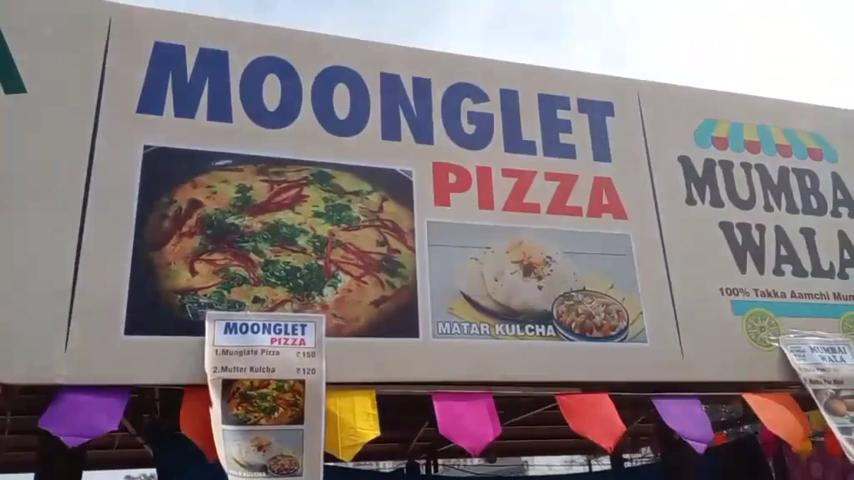 MOONGLET
PIZZA
MATAR KULCHA
MOONGLET
PIZZA
1.Munglate Pizza ₹150
2.Mutter Kulcha ₹120
MUMBA
WALA
100% Takka Aamchi Mum
MUMBAI
WALA